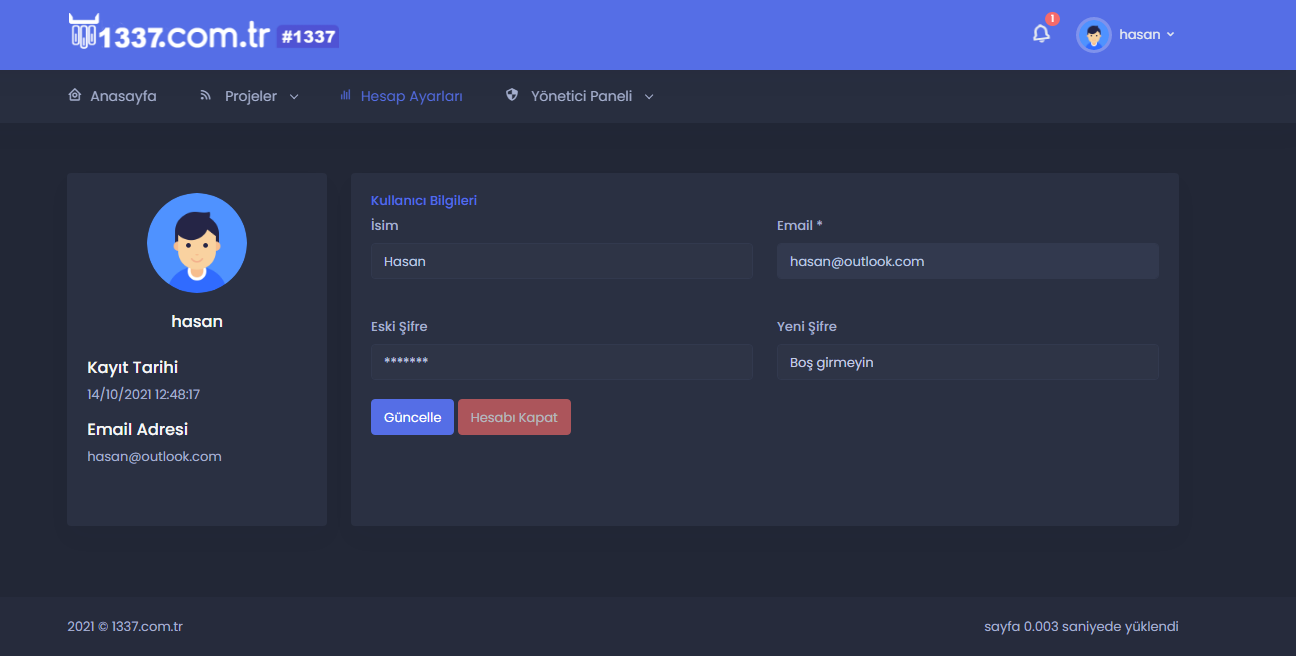 1337.com.tr #1337
1
hasan
Anasayfa Projeler Hesap Ayarları Yönetici Paneli
hasan
Kayıt Tarihi
14/10/2021 12:48:17
Email Adresi
hasan@outlook.com
Kullanıcı Bilgileri
İsim
Hasan
Email *
hasan@outlook.com
Eski Şifre
*******
Yeni Şifre
Boş girmeyin
Güncelle
Hesabı Kapat
2021 © 1337.com.tr
sayfa 0.003 saniyede yüklendi